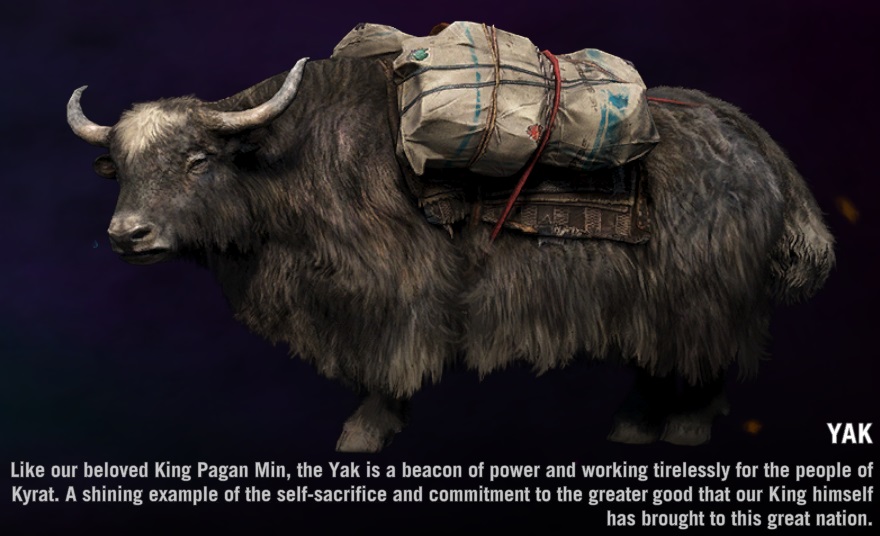 YAK
Like our beloved King Pagan Min, the Yak is a beacon of power and working tirelessly for the people of
Kyrat. A shining example of the self-sacrifice and commitment to the greater good that our King himself
has brought to this great nation.